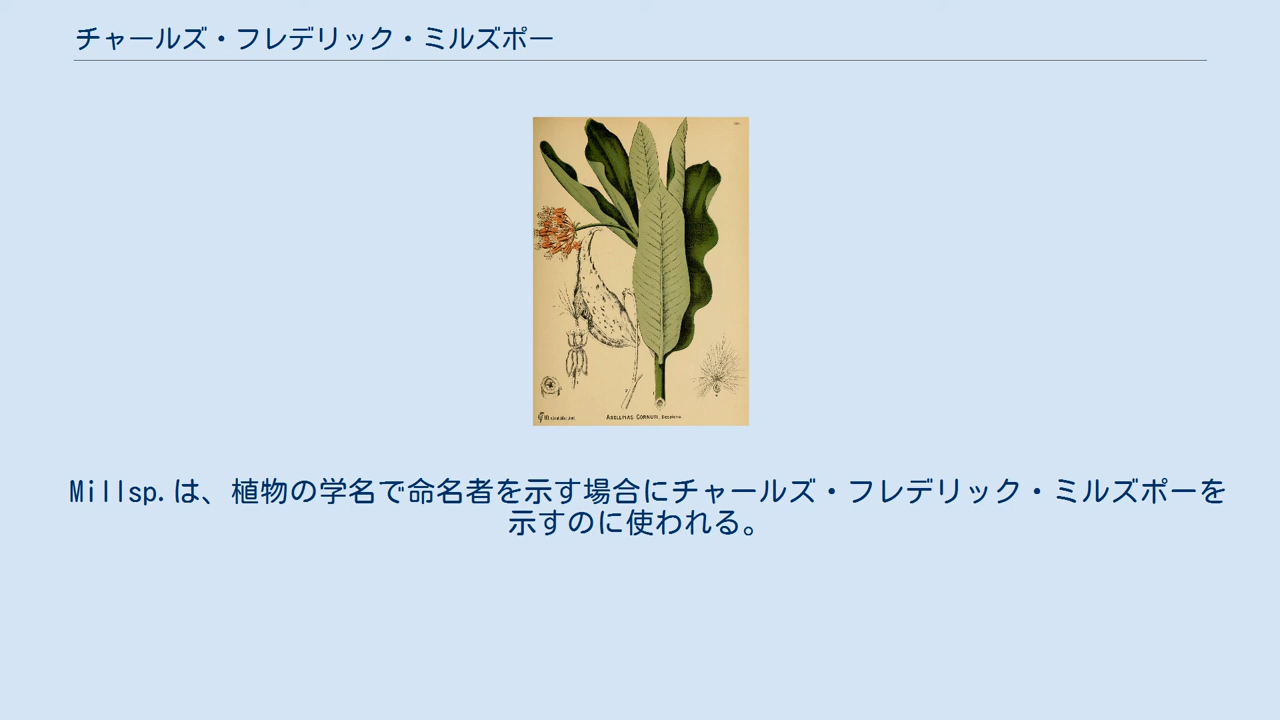 チャールズ・フレデリック・ミルズポー
ASCLEPIAS CORNUTI, Decaisne.
Millsp.は、植物の学名で命名者を示す場合にチャールズ・フレデリック・ミルズポーを
示すのに使われる。